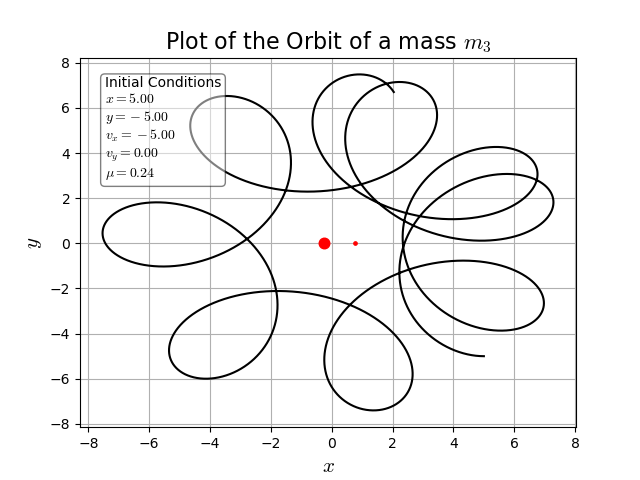 Plot of the Orbit of a mass m₃
Initial Conditions
x = 5.00
y = −5.00
vₓ = −5.00
v_y = 0.00
μ = 0.24
8
6
4
2
0
−2
−4
−6
−8
y
−8 −6 −4 −2 0 2 4 6 8
x